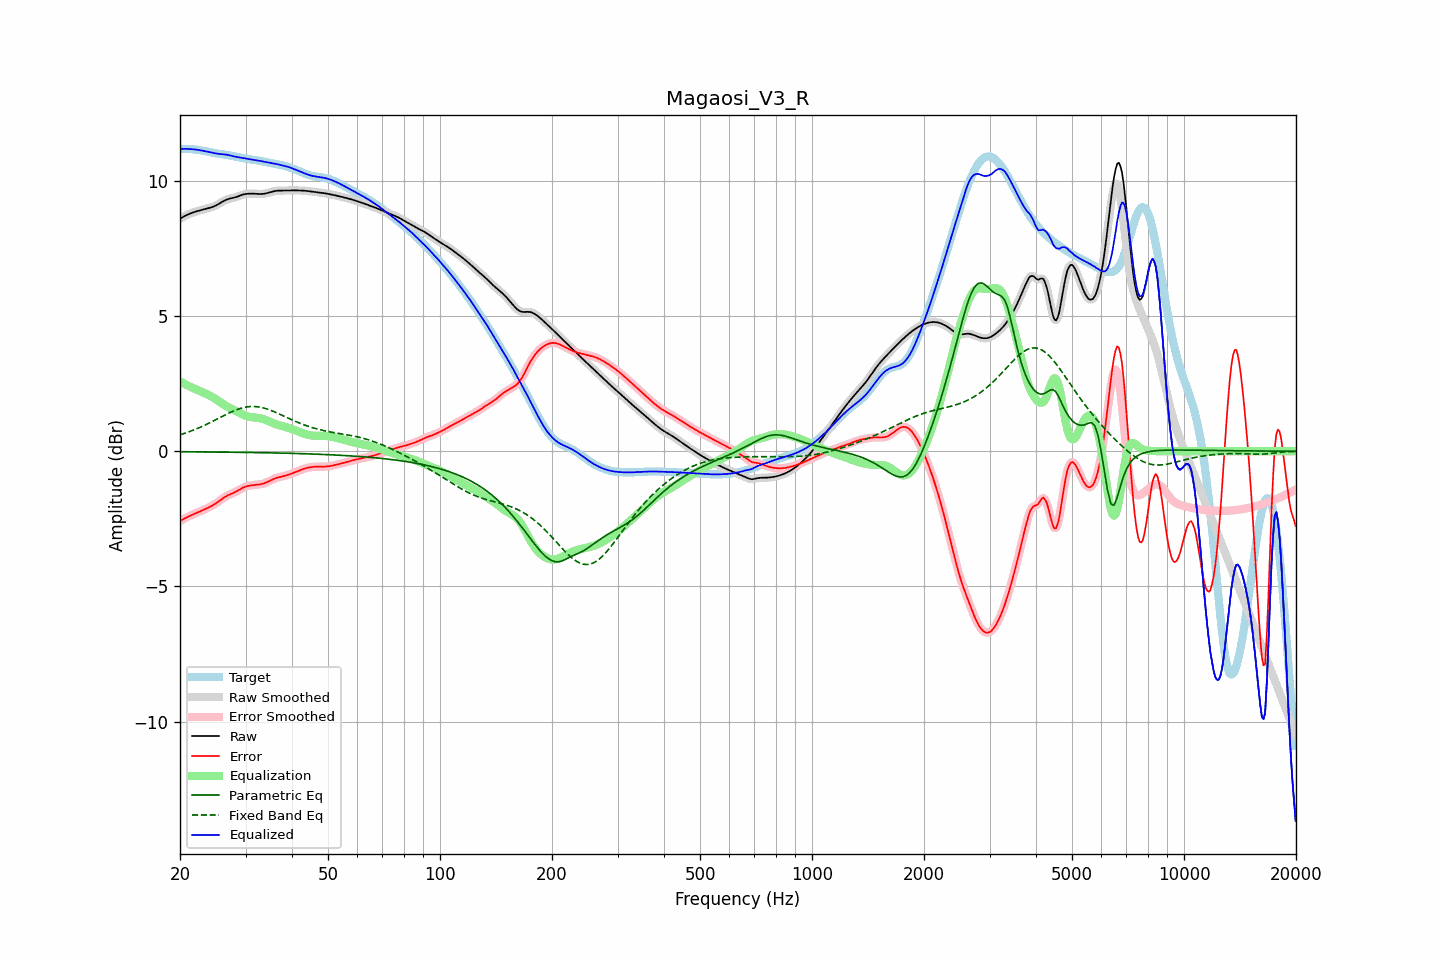 Magaosi_V3_R
Amplitude (dBr)
10
5
0
−5
−10
Target
Raw Smoothed
Error Smoothed
Raw
Error
Equalization
Parametric Eq
Fixed Band Eq
Equalized
20 50 100 200 500 1000 2000 5000 10000 20000
Frequency (Hz)